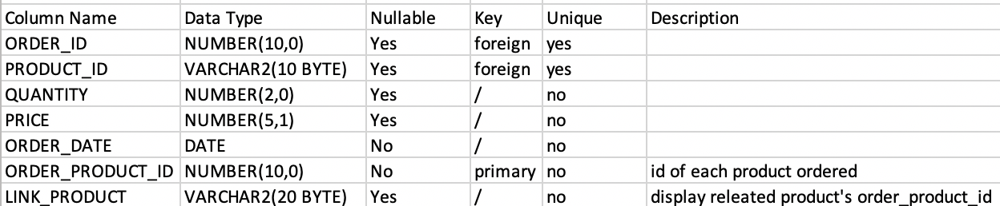 Column Name Data Type Nullable Key Unique Description
ORDER_ID NUMBER(10,0) Yes foreign yes
PRODUCT_ID VARCHAR2(10 BYTE) Yes foreign yes
QUANTITY NUMBER(2,0) Yes / no
PRICE NUMBER(5,1) Yes / no
ORDER_DATE DATE No / no
ORDER_PRODUCT_ID NUMBER(10,0) No primary no id of each product ordered
LINK_PRODUCT VARCHAR2(20 BYTE) Yes / no display releated product's order_product_id